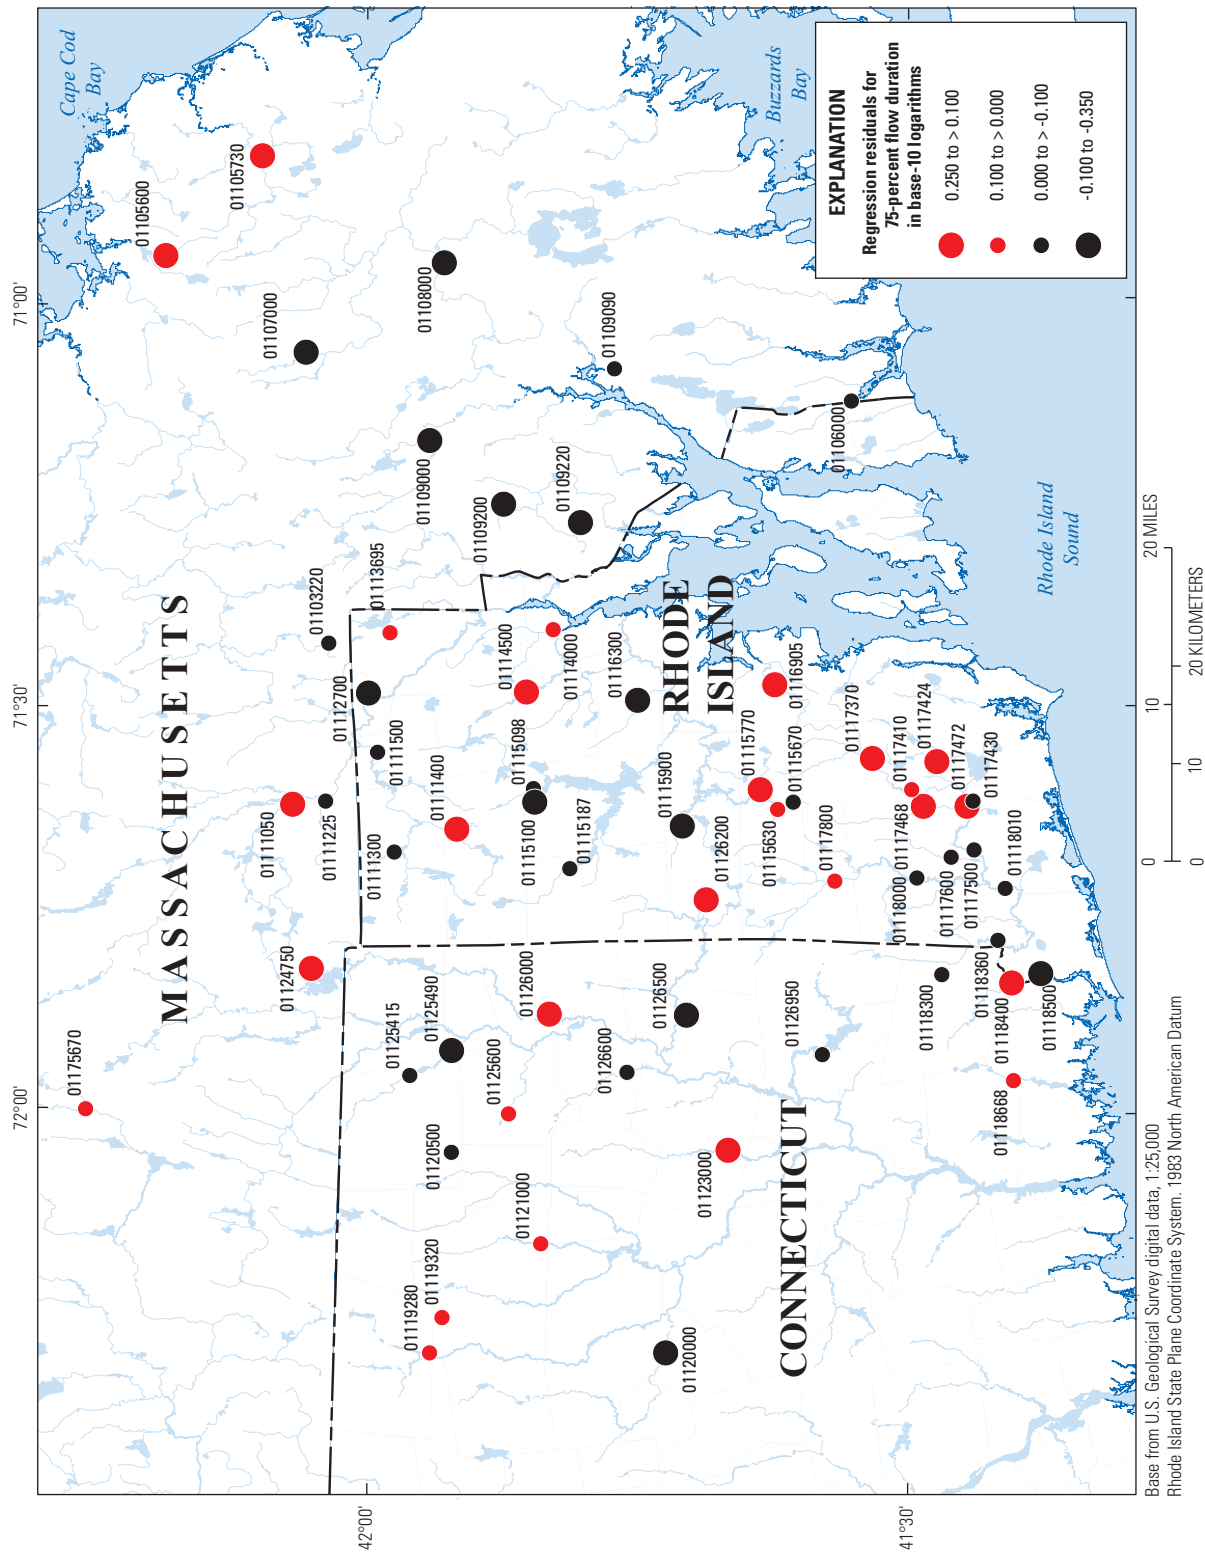 72°00'
71°30'
71°00'
42°00'
41°30'
MASSACHUSETTS
CONNECTICUT
RHODE
ISLAND
Cape Cod
Bay
Buzzards
Bay
Rhode Island
Sound
01175670
01124750
01111050
01111225
01103220
01107000
01105600
01105730
01108000
01109000
01109200
01109220
01109090
01106000
01113695
01112700
01111500
01111300
01111400
01114500
01114000
01116300
01115098
01115100
01115187
01115900
01126200
01115770
01115630
01115670
01116905
01117800
01117370
01117410
01117424
01117468
01117472
01117430
01118000
01117600
01117500
01118010
01118300
01118360
01118400
01118500
01118668
01119280
01119320
01120500
01125415
01125490
01125600
01126000
01121000
01126600
01126500
01126950
01123000
01120000
EXPLANATION
Regression residuals for
75-percent flow duration
in base-10 logarithms
0.250 to > 0.100
0.100 to > 0.000
0.000 to > -0.100
-0.100 to -0.350
0 10 20 MILES
0 10 20 KILOMETERS
Base from U.S. Geological Survey digital data, 1:25,000
Rhode Island State Plane Coordinate System. 1983 North American Datum